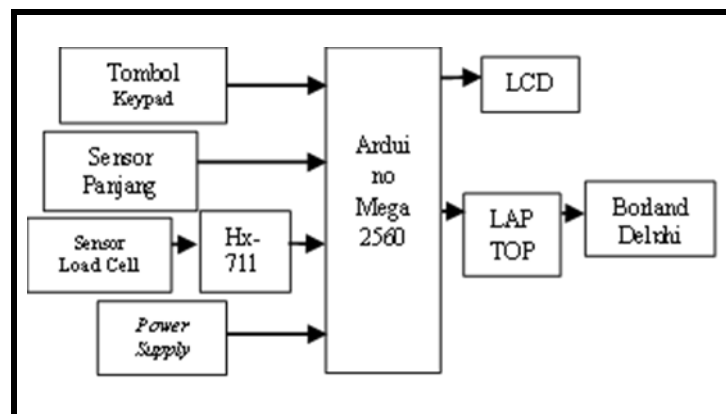 Tombol
Keypad
Sensor
Panjang
Sensor
Load Cell
Hx-
711
Power
Supply
Ardui
no
Mega
2560
LCD
LAP
TOP
Borland
Delphi